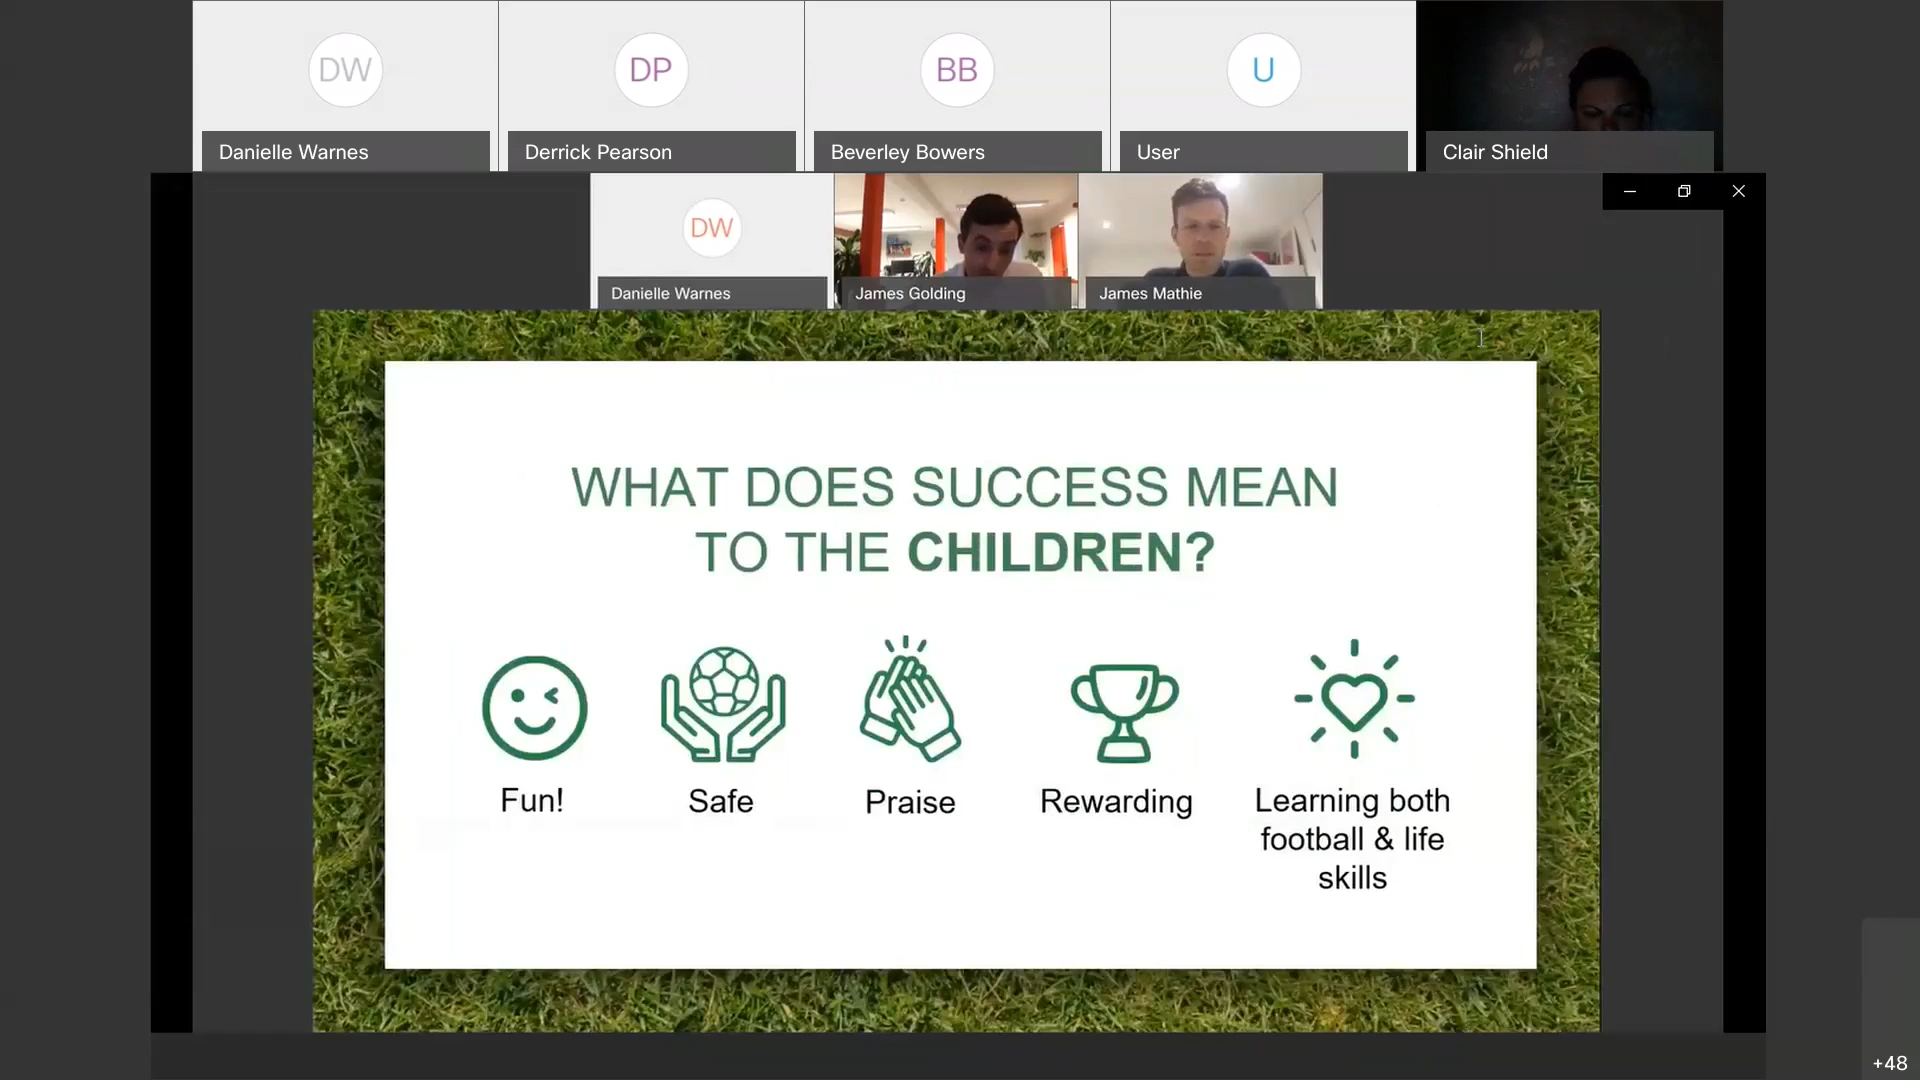 DW
DP
BB
U
Danielle Warnes
Derrick Pearson
Beverley Bowers
User
Clair Shield
DW
Danielle Warnes
James Golding
James Mathie
WHAT DOES SUCCESS MEAN
TO THE CHILDREN?
Fun!
Safe
Praise
Rewarding
Learning both
football & life
skills
+48